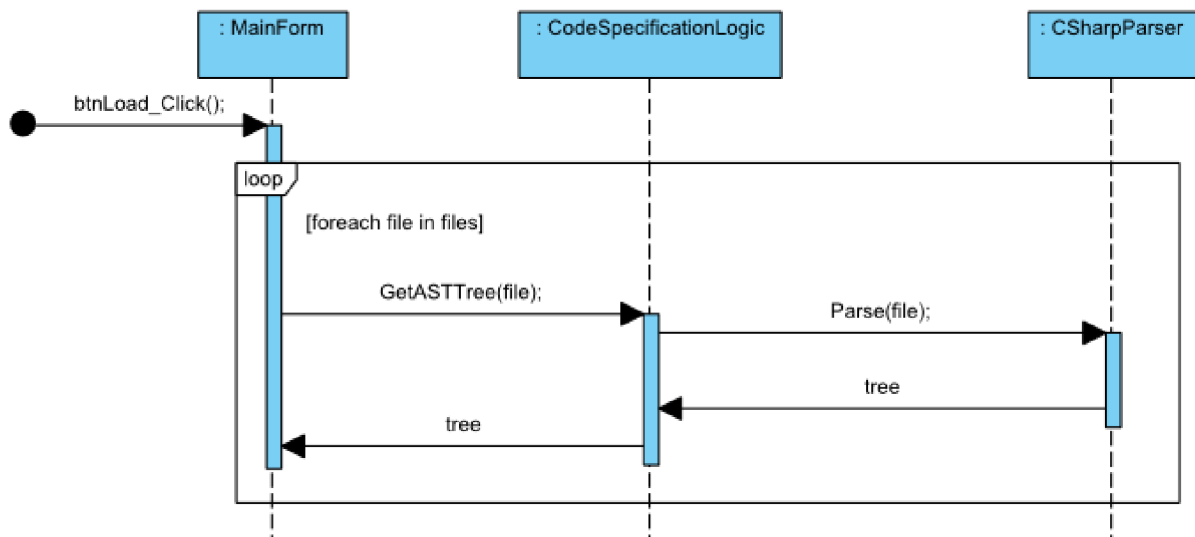 : MainForm
: CodeSpecificationLogic
: CSharpParser
btnLoad_Click();
loop
[foreach file in files]
GetASTTree(file);
Parse(file);
tree
tree